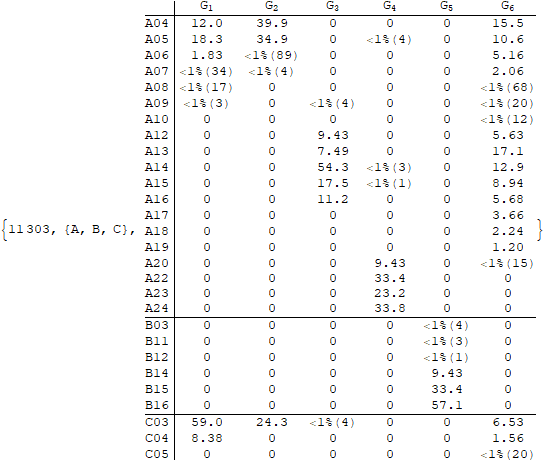 G1 G2 G3 G4 G5 G6
A04 12.0 39.9 0 0 0 15.5
A05 18.3 34.9 0 <1%(4) 0 10.6
A06 1.83 <1%(89) 0 0 0 5.16
A07 <1%(34) <1%(4) 0 0 0 2.06
A08 <1%(17) 0 0 0 0 <1%(68)
A09 <1%(3) 0 <1%(4) 0 0 <1%(20)
A10 0 0 0 0 0 <1%(12)
A12 0 0 9.43 0 0 5.63
A13 0 0 7.49 0 0 17.1
A14 0 0 54.3 <1%(3) 0 12.9
A15 0 0 17.5 <1%(1) 0 8.94
A16 0 0 11.2 0 0 5.68
A17 0 0 0 0 0 3.66
{11303, {A, B, C}, A18 0 0 0 0 0 2.24 }
A19 0 0 0 0 0 1.20
A20 0 0 0 9.43 0 <1%(15)
A22 0 0 0 33.4 0 0
A23 0 0 0 23.2 0 0
A24 0 0 0 33.8 0 0
B03 0 0 0 0 <1%(4) 0
B11 0 0 0 0 <1%(3) 0
B12 0 0 0 0 <1%(1) 0
B14 0 0 0 0 9.43 0
B15 0 0 0 0 33.4 0
B16 0 0 0 0 57.1 0
C03 59.0 24.3 <1%(4) 0 0 6.53
C04 8.38 0 0 0 0 1.56
C05 0 0 0 0 0 <1%(20)